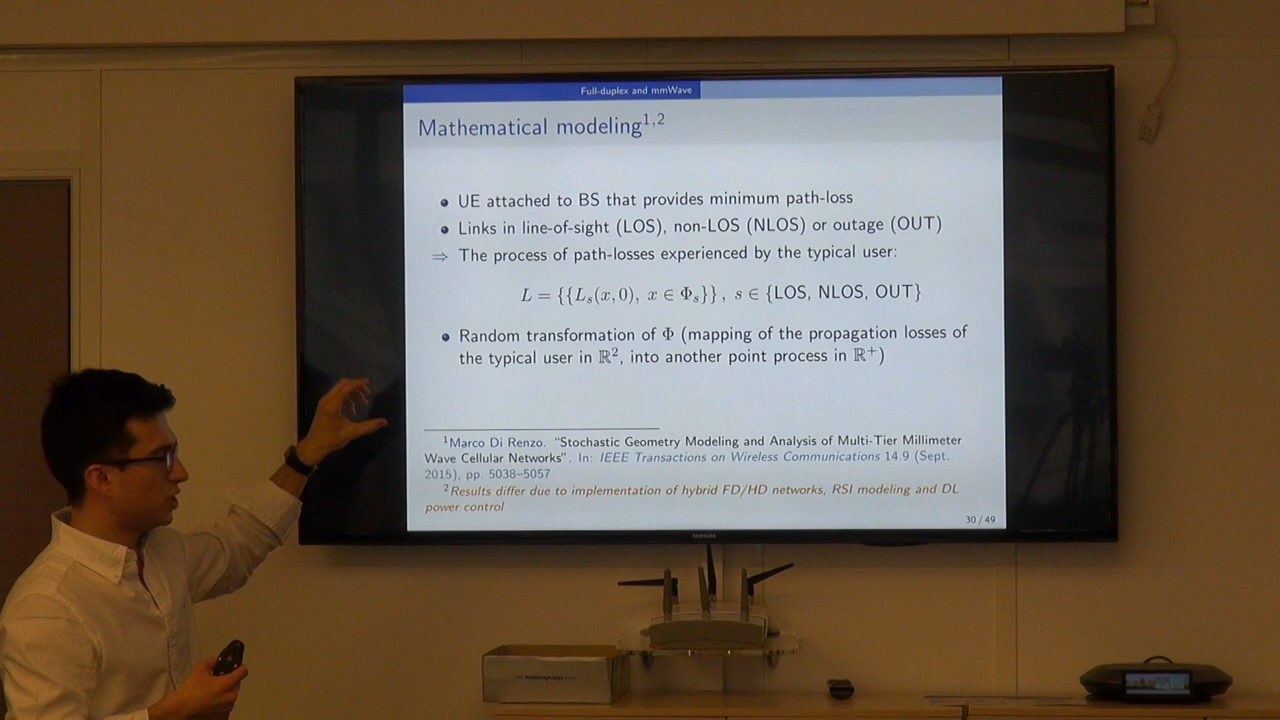 Full-duplex and mmWave
Mathematical modeling¹,²
• UE attached to BS that provides minimum path-loss
• Links in line-of-sight (LOS), non-LOS (NLOS) or outage (OUT)
⇒ The process of path-losses experienced by the typical user:
L = {{Lₛ(x,0), x ∈ Φₛ}}, s ∈ {LOS, NLOS, OUT}
• Random transformation of Φ (mapping of the propagation losses of
the typical user in ℝ², into another point process in ℝ⁺)
¹Marco Di Renzo. “Stochastic Geometry Modeling and Analysis of Multi-Tier Millimeter
Wave Cellular Networks”. In: IEEE Transactions on Wireless Communications 14.9 (Sept.
2015), pp. 5038–5057
²Results differ due to implementation of hybrid FD/HD networks, RSI modeling and DL
power control
30 / 49
SAMSUNG